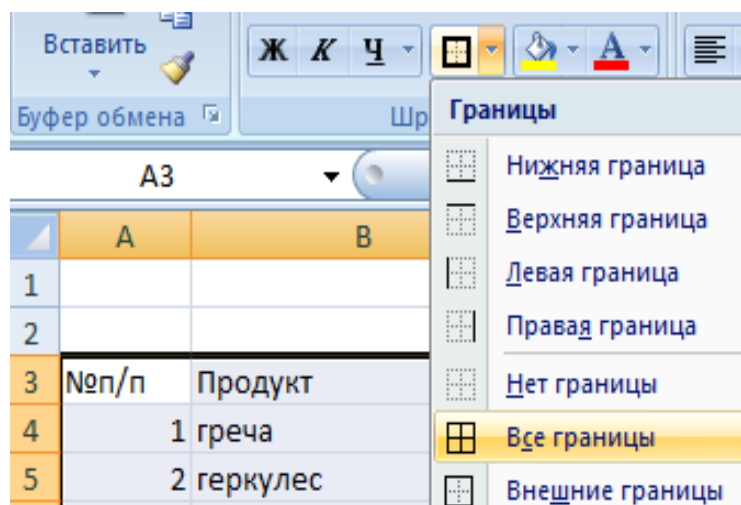 Вставить
Ж К Ч А
Буфер обмена
Шр
Границы
Нижняя граница
Верхняя граница
Левая граница
Правая граница
Нет границы
Все границы
Внешние границы
A3
A B
1
2
3 №п/п Продукт
4 1 греча
5 2 геркулес